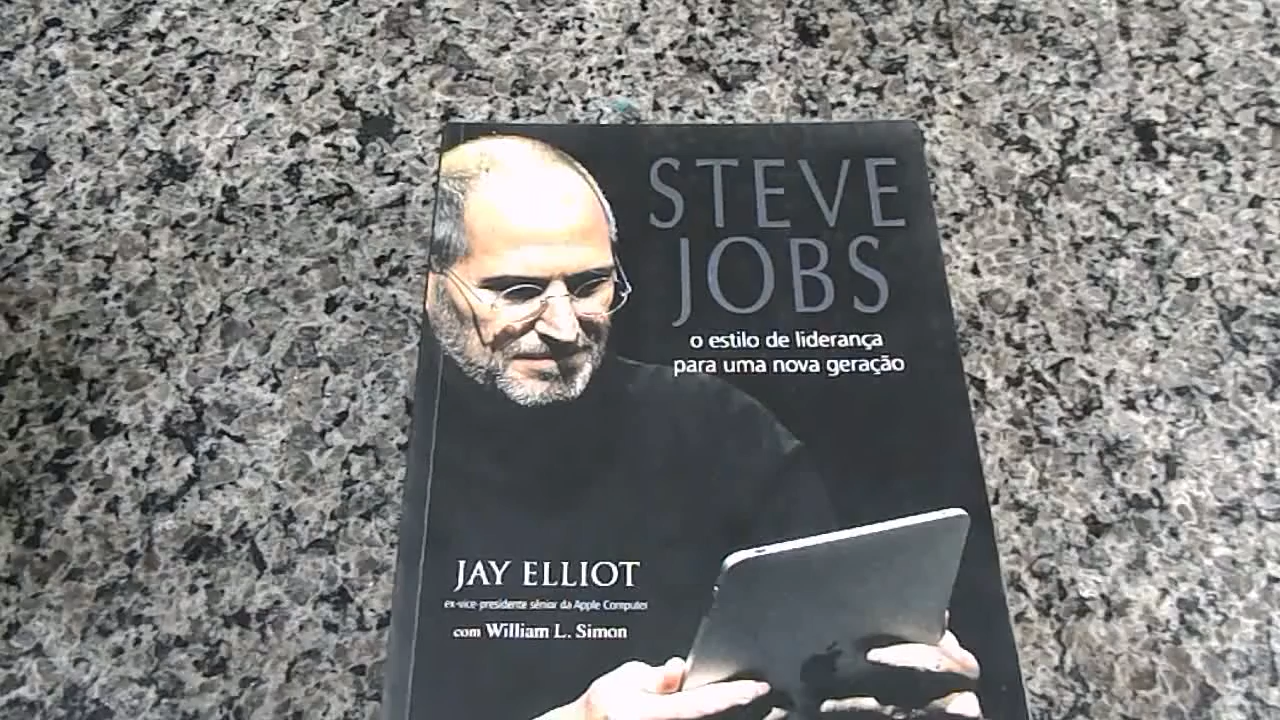 STEVE
JOBS
o estilo de liderança
para uma nova geração
JAY ELLIOT
ex-vice-presidente sênior da Apple Computer
com William L. Simon